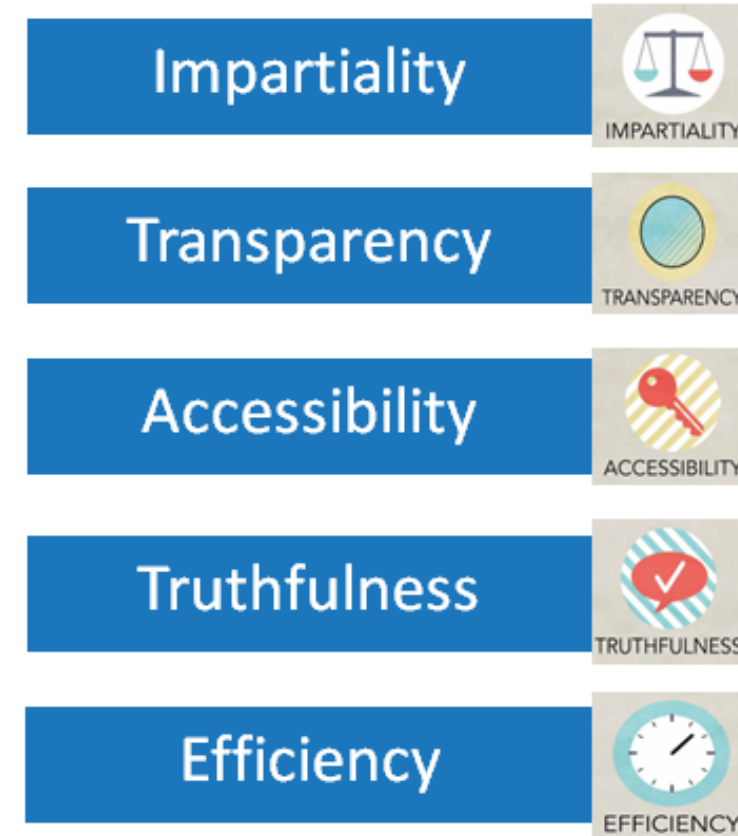 Impartiality
IMPARTIALITY
Transparency
TRANSPARENCY
Accessibility
ACCESSIBILITY
Truthfulness
TRUTHFULNESS
Efficiency
EFFICIENCY